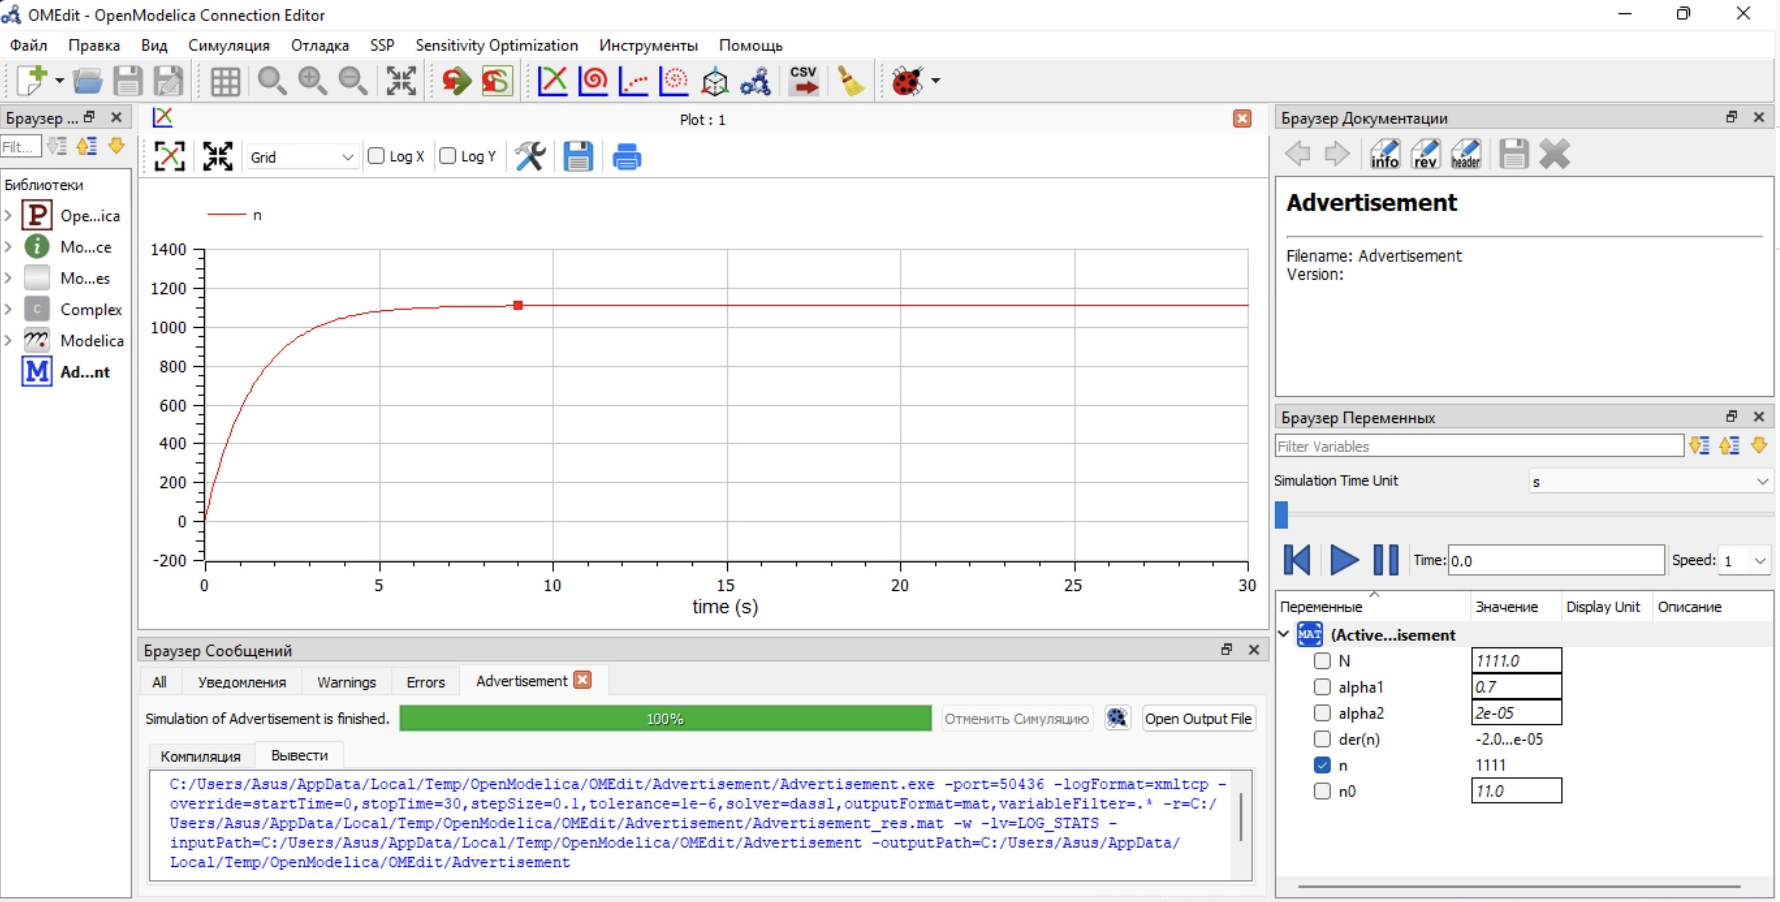 OMEdit - OpenModelica Connection Editor
Файл Правка Вид Симуляция Отладка SSP Sensitivity Optimization Инструменты Помощь
CSV
Браузер ...
Filt...
Библиотеки
P Ope...ica
i Mo...ce
Mo...es
C Complex
Modelica
M Ad...nt
Plot : 1
Grid Log X Log Y
n
1400
1200
1000
800
600
400
200
0
-200
0 5 10 15 20 25 30
time (s)
Браузер Сообщений
All Уведомления Warnings Errors Advertisement
Simulation of Advertisement is finished. 100% Отменить Симуляцию Open Output File
Компиляция Вывести
C:/Users/Asus/AppData/Local/Temp/OpenModelica/OMEdit/Advertisement/Advertisement.exe -port=50436 -logFormat=xmltcp -
override=startTime=0,stopTime=30,stepSize=0.1,tolerance=1e-6,solver=dassl,outputFormat=mat,variableFilter=.* -r=C:/
Users/Asus/AppData/Local/Temp/OpenModelica/OMEdit/Advertisement/Advertisement_res.mat -w -lv=LOG_STATS -
inputPath=C:/Users/Asus/AppData/Local/Temp/OpenModelica/OMEdit/Advertisement -outputPath=C:/Users/Asus/AppData/
Local/Temp/OpenModelica/OMEdit/Advertisement
Браузер Документации
info rev header
Advertisement
Filename: Advertisement
Version:
Браузер Переменных
Filter Variables
Simulation Time Unit s
Time: 0.0 Speed: 1
Переменные Значение Display Unit Описание
MAT (Active...isement
N 1111.0
alpha1 0.7
alpha2 2e-05
der(n) -2.0...e-05
n 1111
n0 11.0